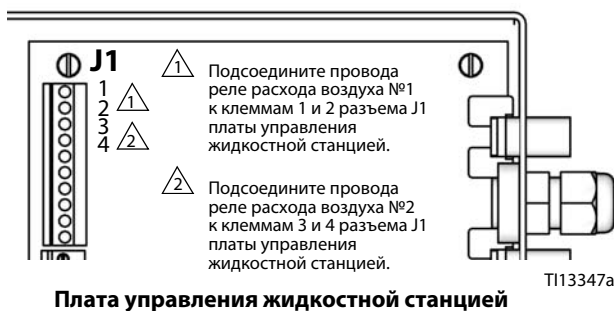 J1
1
2
3
4
1
2
1
Подсоедините провода
реле расхода воздуха №1
к клеммам 1 и 2 разъема J1
платы управления
жидкостной станцией.
2
Подсоедините провода
реле расхода воздуха №2
к клеммам 3 и 4 разъема J1
платы управления
жидкостной станцией.
TI13347a
Плата управления жидкостной станцией